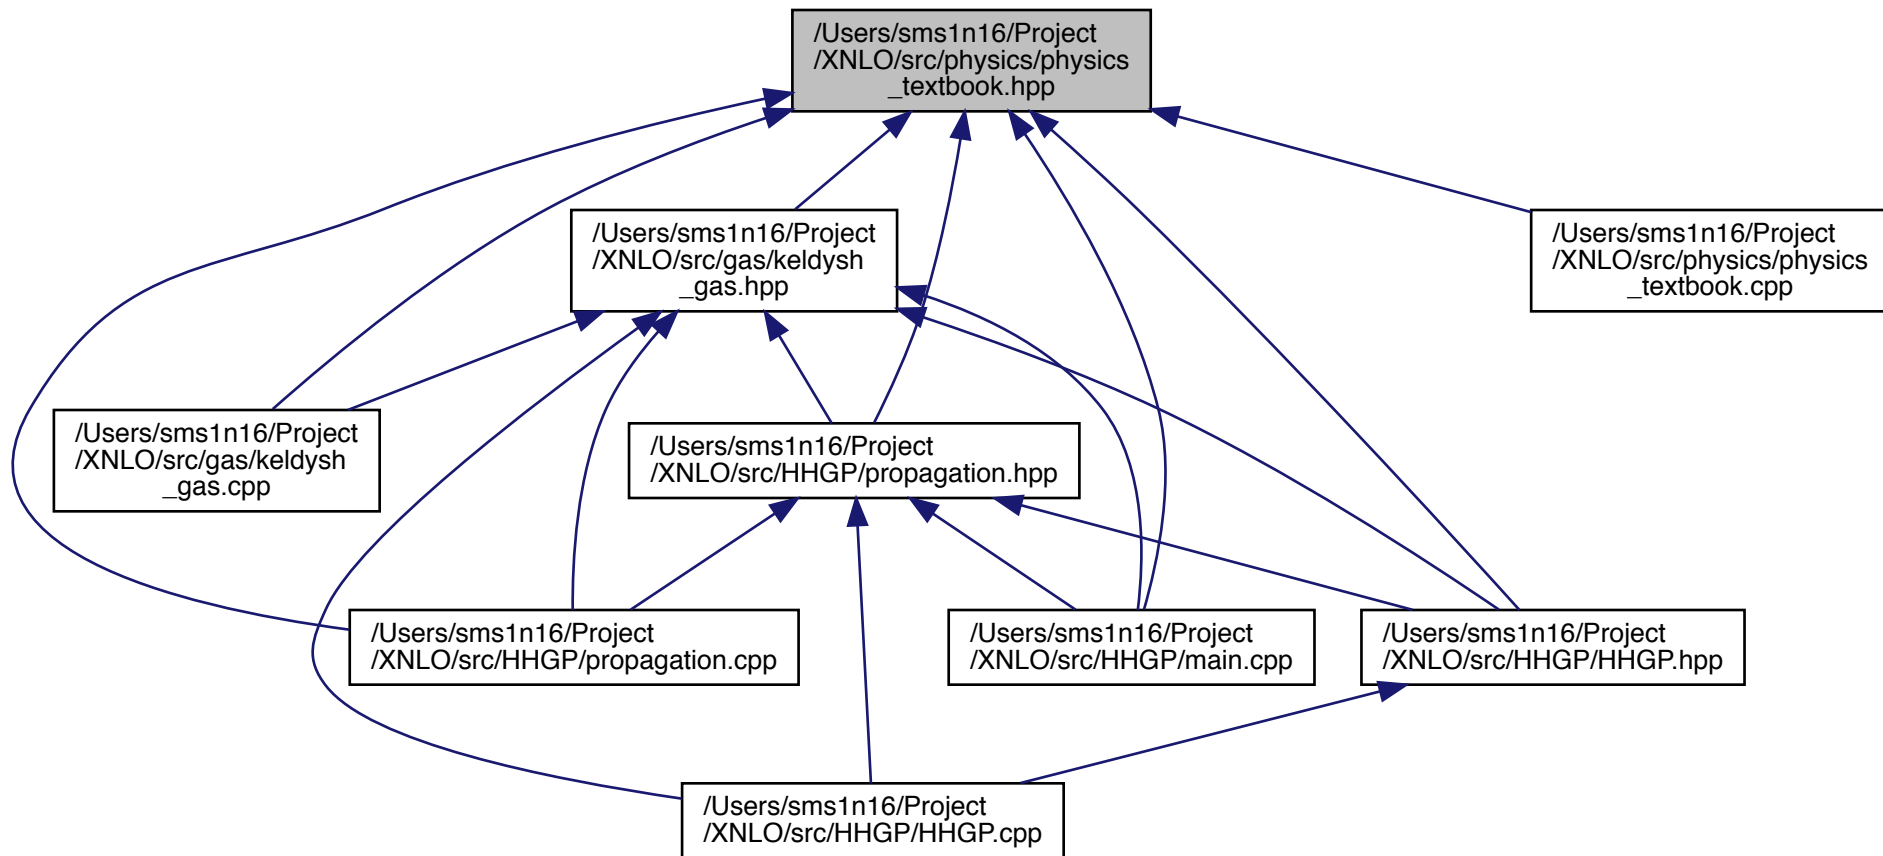 /Users/sms1n16/Project
/XNLO/src/physics/physics
_textbook.hpp
/Users/sms1n16/Project
/XNLO/src/gas/keldysh
_gas.hpp
/Users/sms1n16/Project
/XNLO/src/physics/physics
_textbook.cpp
/Users/sms1n16/Project
/XNLO/src/gas/keldysh
_gas.cpp
/Users/sms1n16/Project
/XNLO/src/HHGP/propagation.hpp
/Users/sms1n16/Project
/XNLO/src/HHGP/propagation.cpp
/Users/sms1n16/Project
/XNLO/src/HHGP/main.cpp
/Users/sms1n16/Project
/XNLO/src/HHGP/HHGP.hpp
/Users/sms1n16/Project
/XNLO/src/HHGP/HHGP.cpp